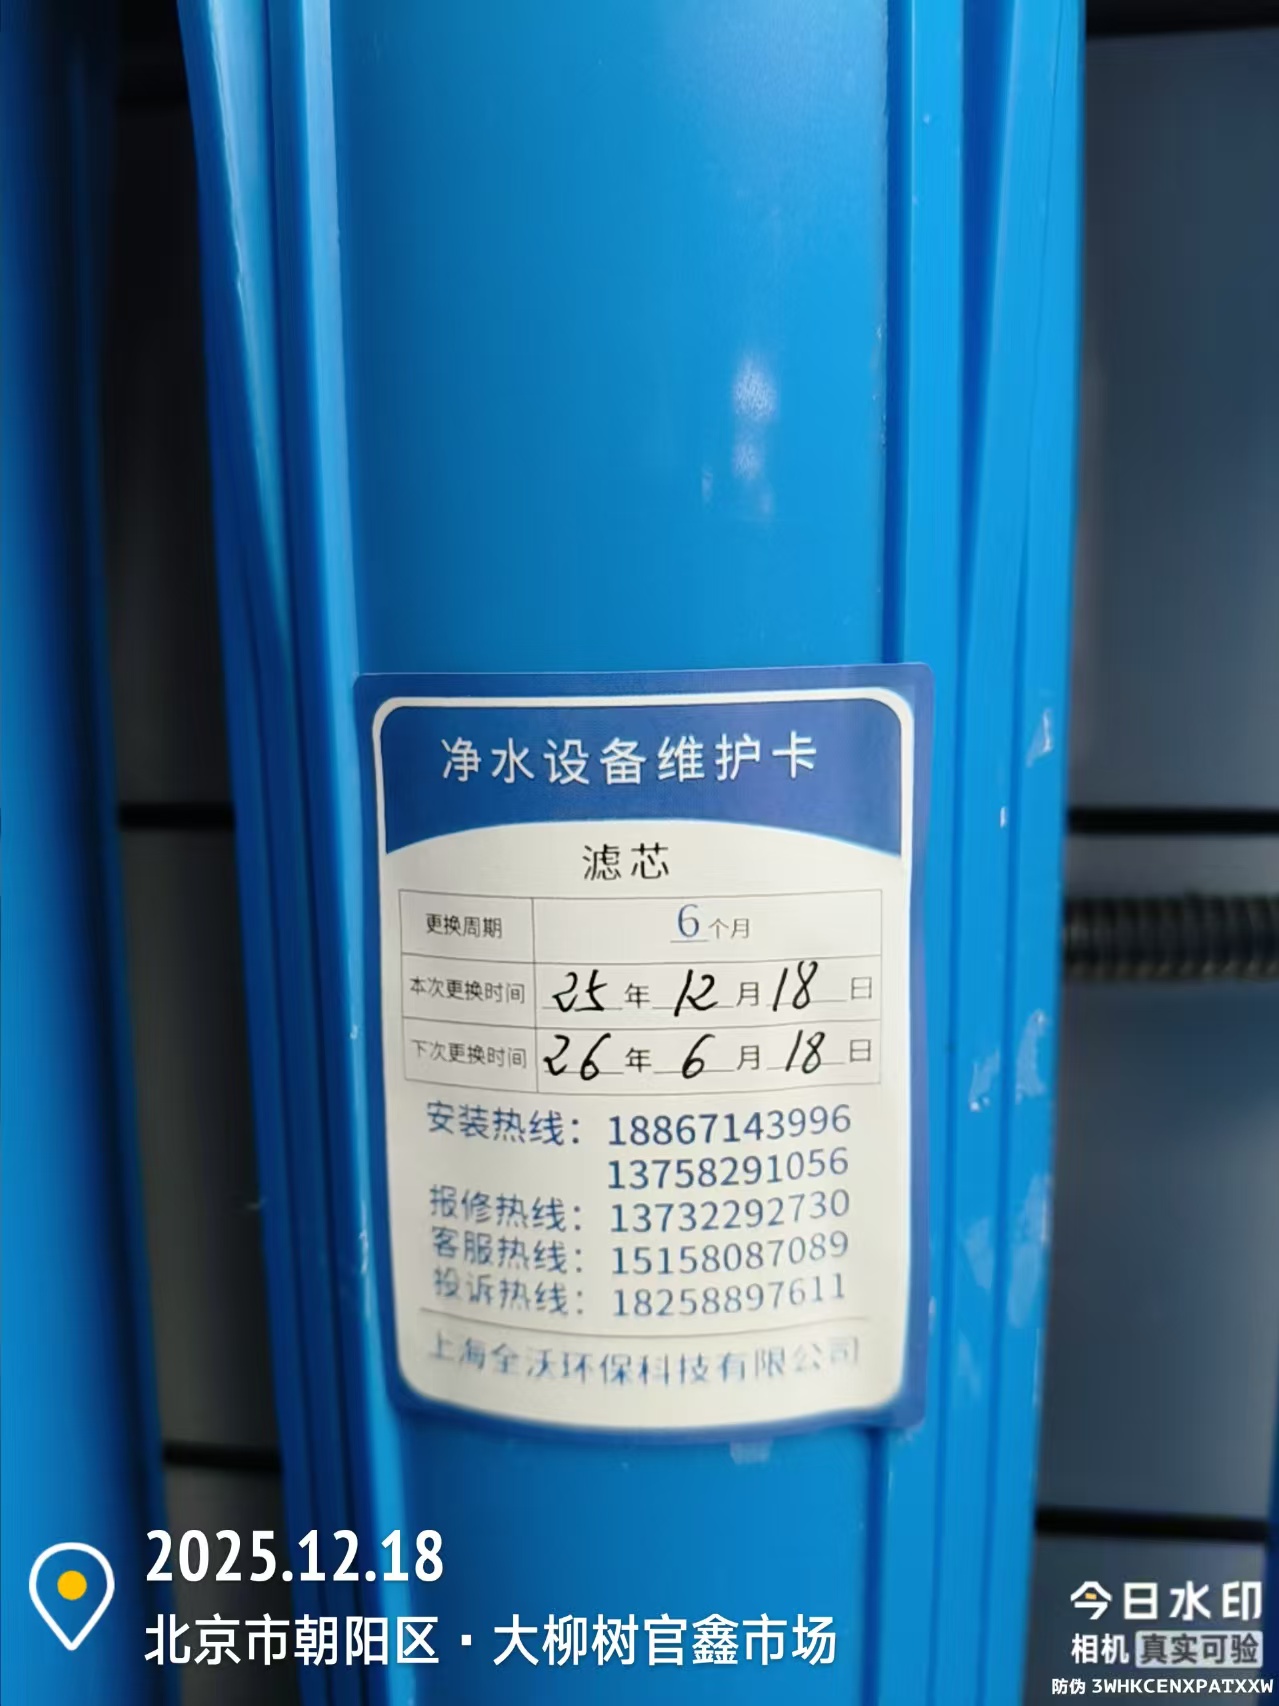 净水设备维护卡
滤芯
更换周期 6个月
本次更换时间 25年12月18日
下次更换时间 26年6月18日
安装热线：18867143996
13758291056
报修热线：13732292730
客服热线：15158087089
投诉热线：18258897611
上海全沃环保科技有限公司
2025.12.18
北京市朝阳区·大柳树官鑫市场
今日水印
相机 真实可验
防伪 3WHKCENXPATXXW